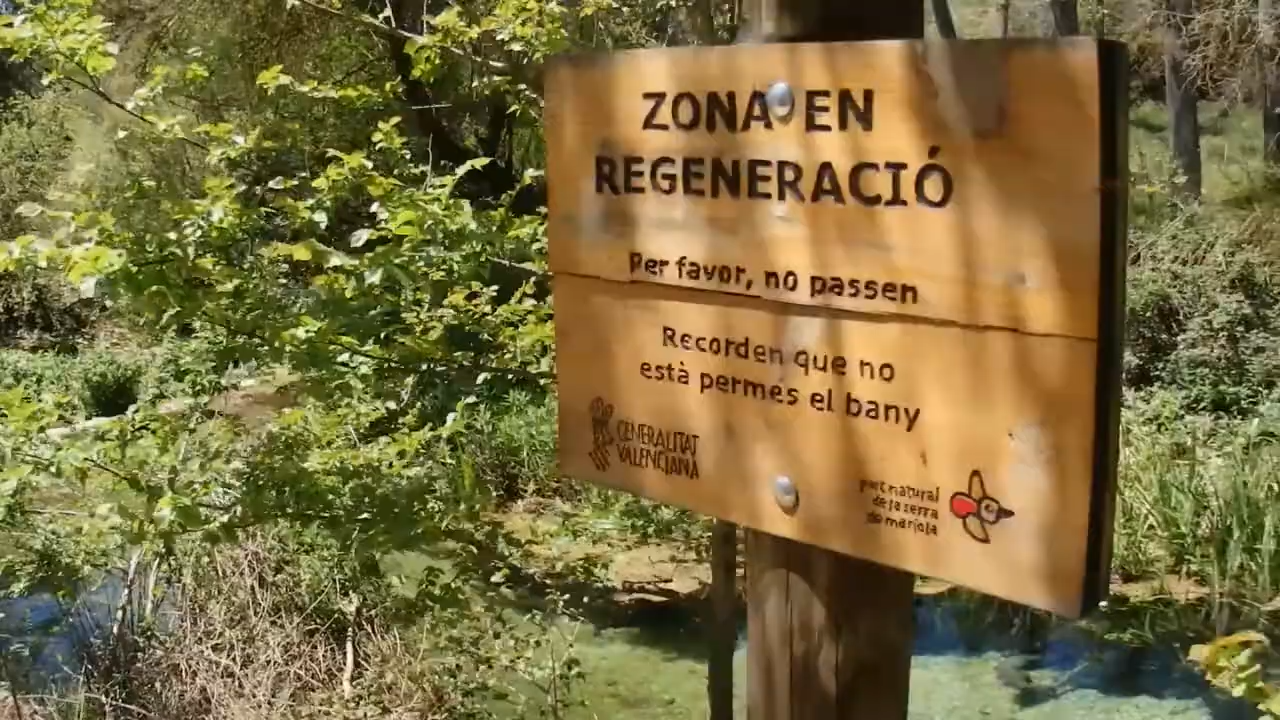 ZONA EN
REGENERACIÓ
Per favor, no passen
Recorden que no
està permés el bany
GENERALITAT
VALENCIANA
parc natural
de la serra
de mariola